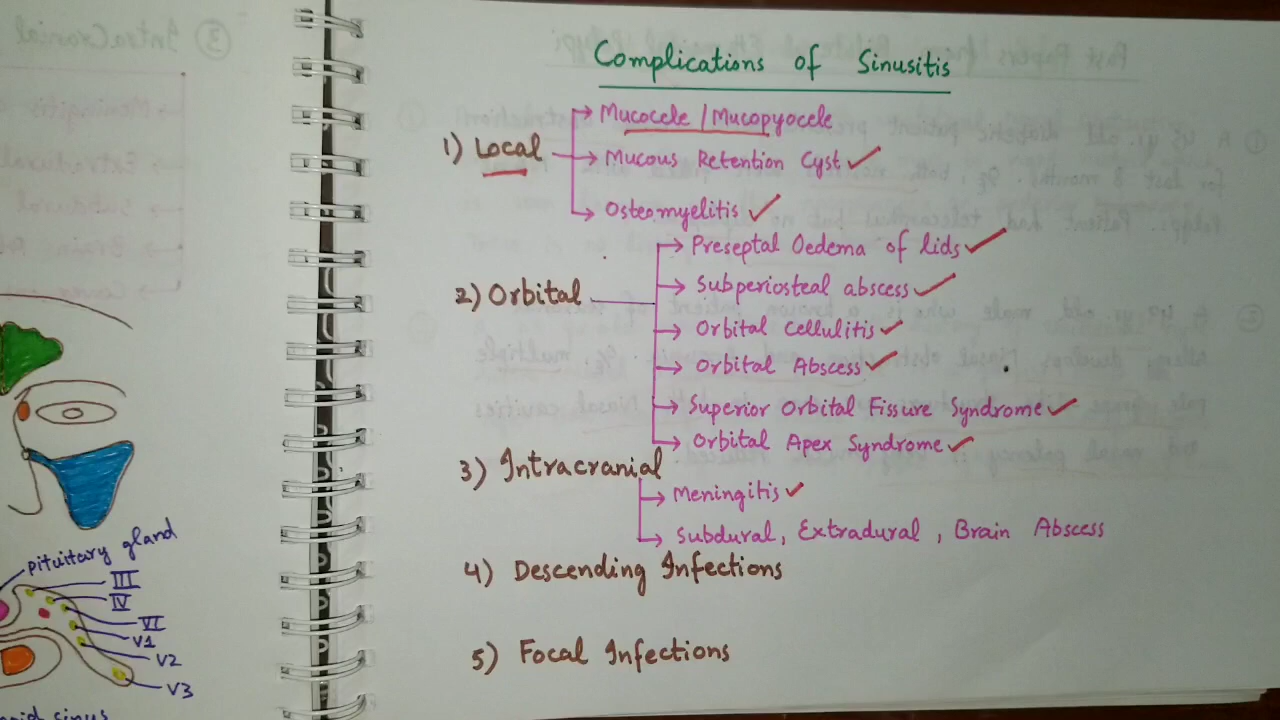 Complications of Sinusitis
1) Local
Mucocele / Mucopyocele
Mucous Retention Cyst
Osteomyelitis
2) Orbital
Preseptal Oedema of lids
Subperiosteal abscess
Orbital Cellulitis
Orbital Abscess
Superior Orbital Fissure Syndrome
Orbital Apex Syndrome
3) Intracranial
Meningitis
Subdural, Extradural, Brain Abscess
4) Descending Infections
5) Focal Infections
pituitary gland
III
IV
VI
V1
V2
V3
sinus